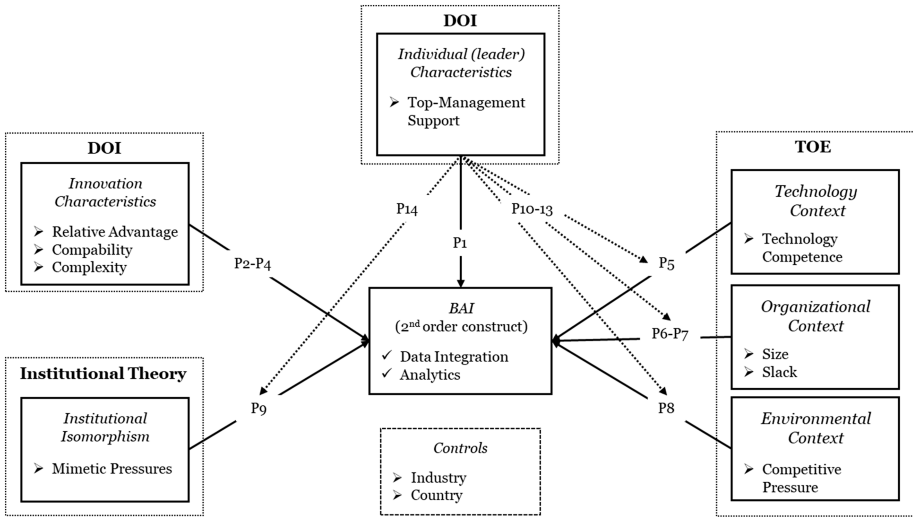 DOI
Individual (leader)
Characteristics
➢ Top-Management
Support
DOI
Innovation
Characteristics
➢ Relative Advantage
➢ Compability
➢ Complexity
TOE
Technology
Context
➢ Technology
Competence
P14
P10-13
P1
P2-P4
P5
BAI
(2nd order construct)
✓ Data Integration
✓ Analytics
Organizational
Context
➢ Size
➢ Slack
P6-P7
Institutional Theory
Institutional
Isomorphism
➢ Mimetic Pressures
P9
P8
Environmental
Context
➢ Competitive
Pressure
Controls
➢ Industry
➢ Country